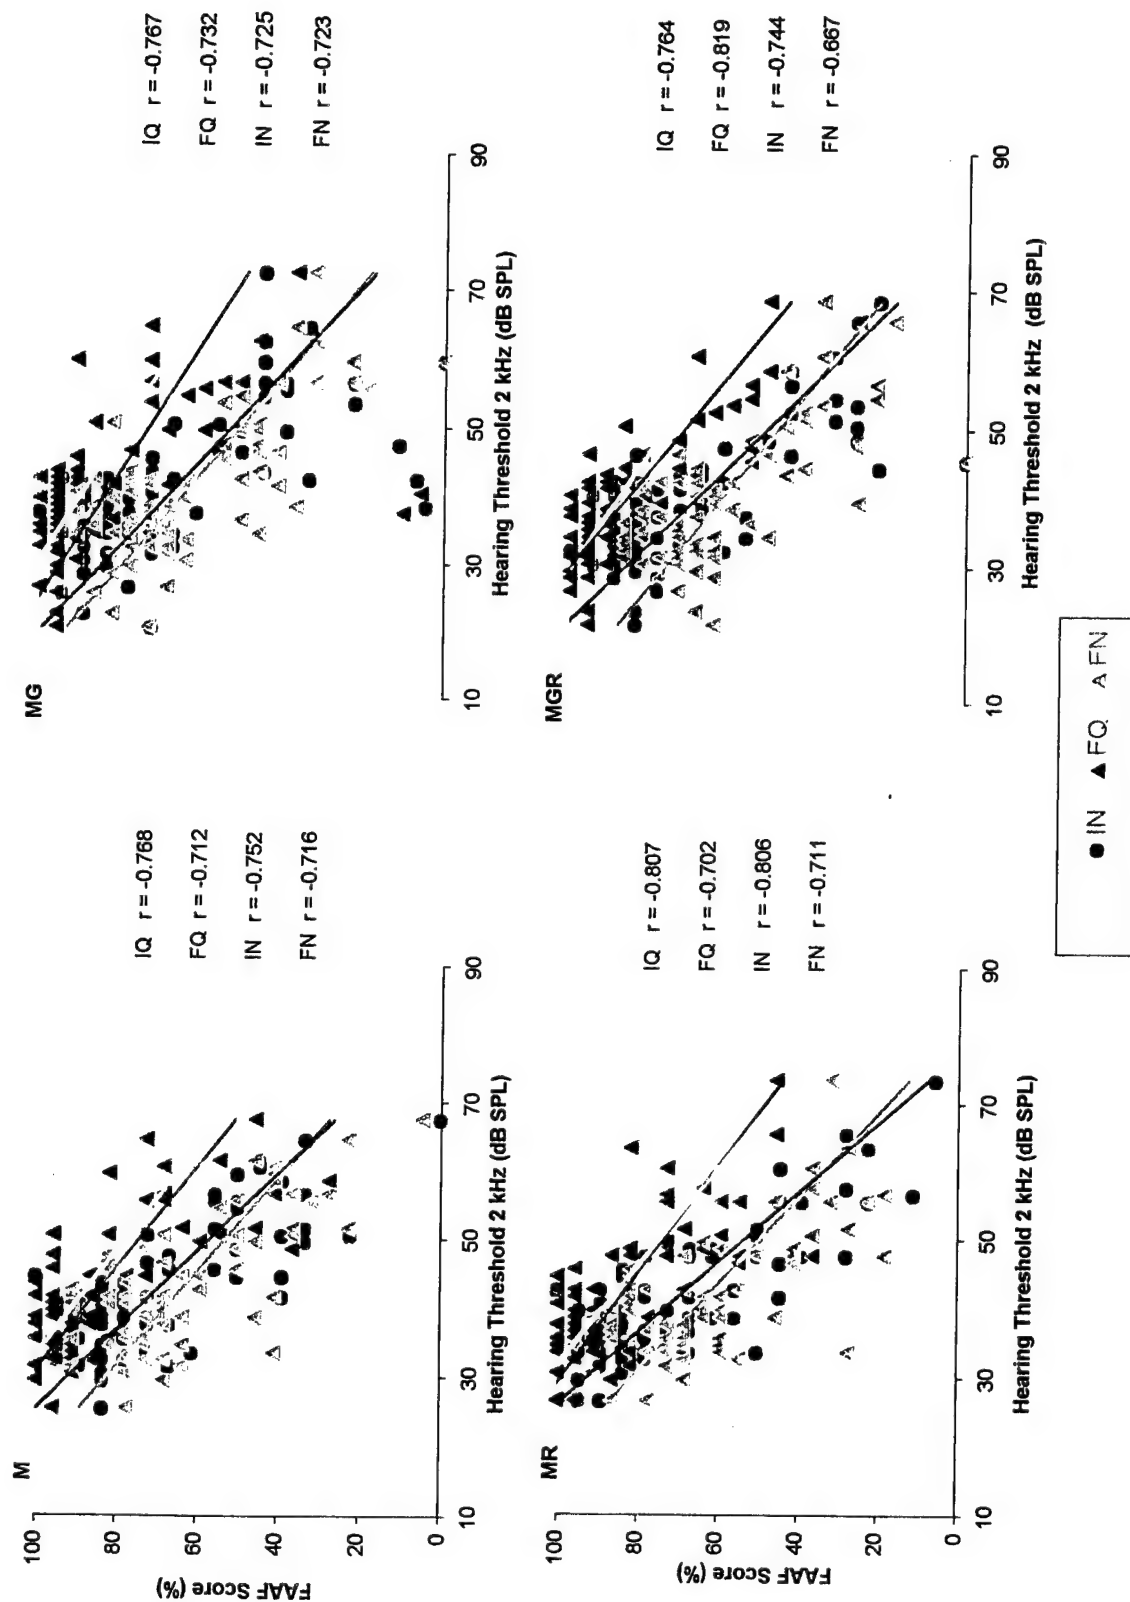 M
100
80
60
40
20
0
FAAF Score (%)
10
30
50
70
90
Hearing Threshold 2 kHz (dB SPL)
IQ r = -0.768
FQ r = -0.712
IN r = -0.752
FN r = -0.716
MG
10
30
50
70
90
Hearing Threshold 2 kHz (dB SPL)
IQ r = -0.767
FQ r = -0.732
IN r = -0.725
FN r = -0.723
MR
100
80
60
40
20
0
FAAF Score (%)
10
30
50
70
90
Hearing Threshold 2 kHz (dB SPL)
IQ r = -0.807
FQ r = -0.702
IN r = -0.806
FN r = -0.711
MGR
10
30
50
70
90
Hearing Threshold 2 kHz (dB SPL)
IQ r = -0.764
FQ r = -0.819
IN r = -0.744
FN r = -0.667
IN FQ FN